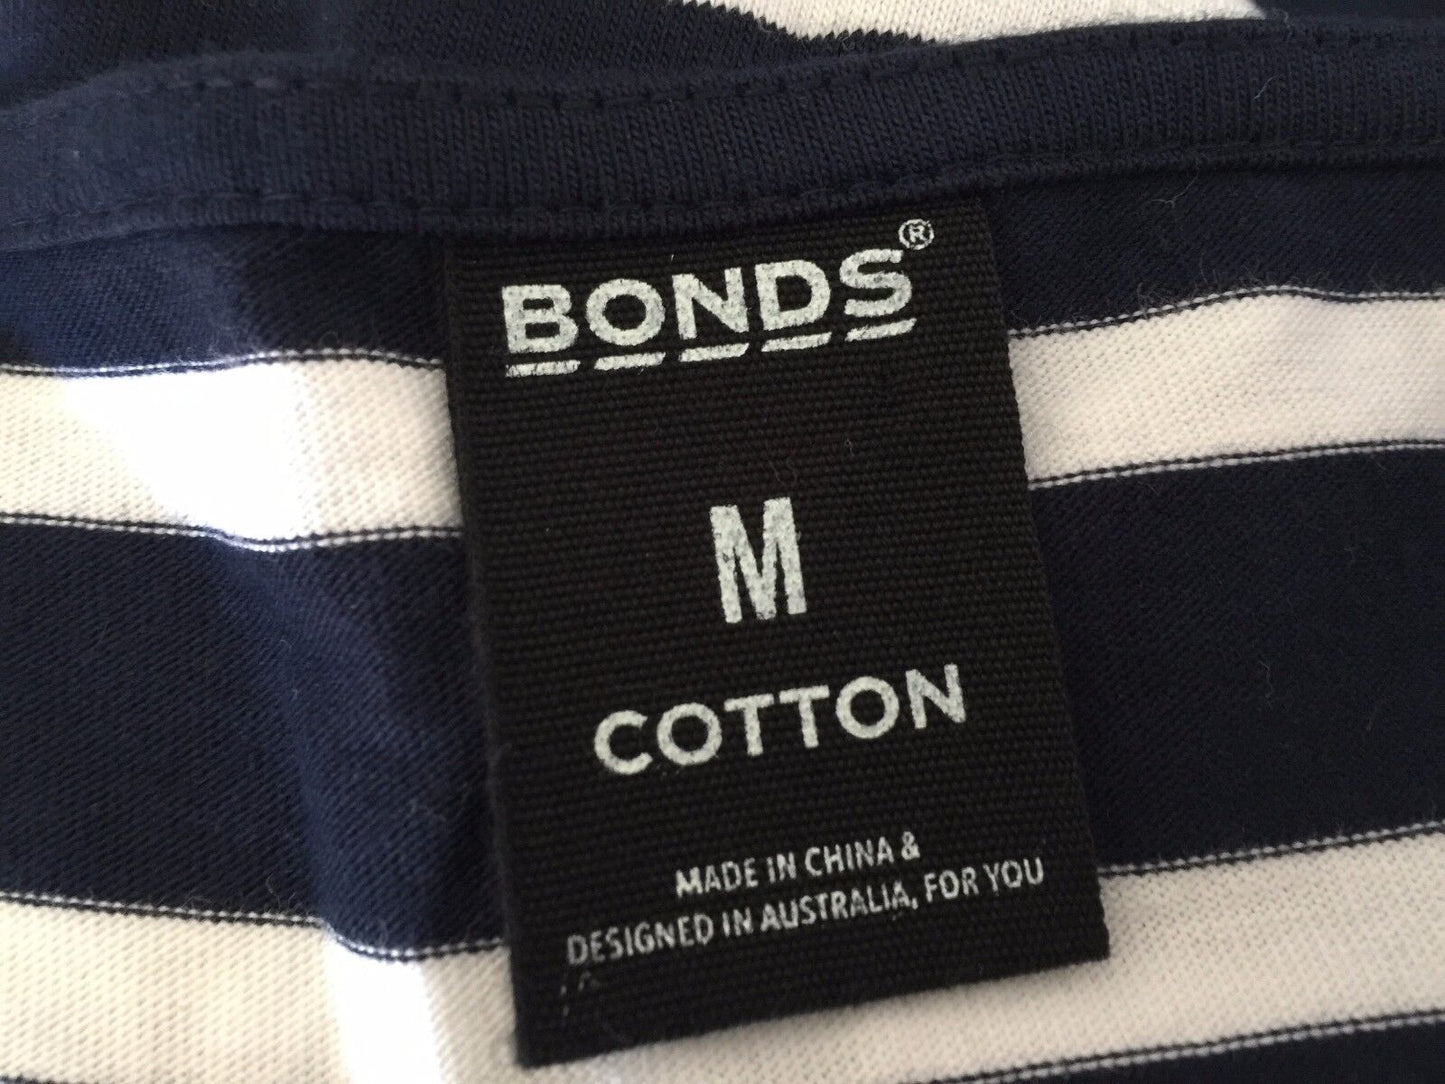 BONDS®
M
COTTON
MADE IN CHINA &
DESIGNED IN AUSTRALIA, FOR YOU